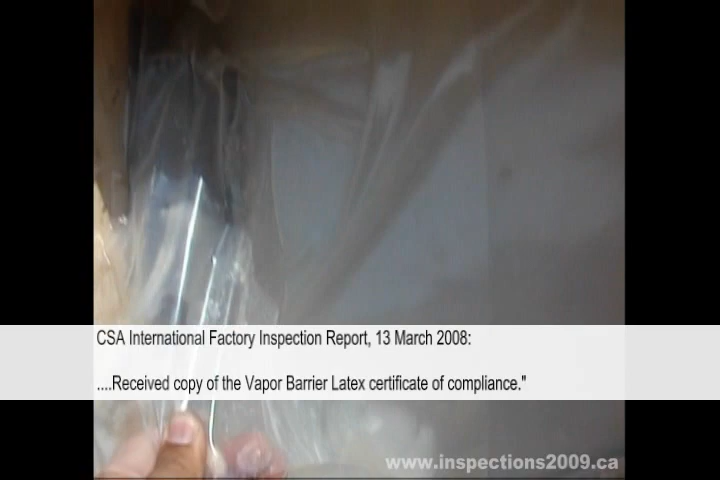 CSA International Factory Inspection Report, 13 March 2008:
....Received copy of the Vapor Barrier Latex certificate of compliance."
www.inspections2009.ca